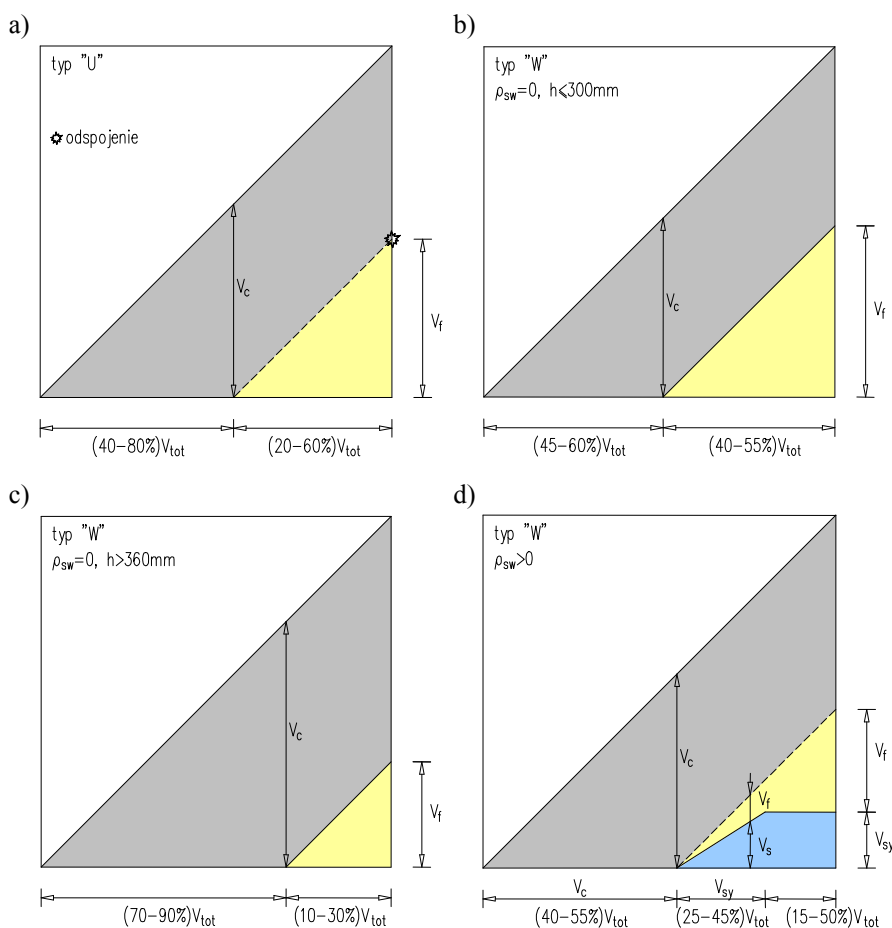 a)
typ "U"
odspojenie
V_c
V_f
(40–80%)V_tot
(20–60%)V_tot
b)
typ "W"
ρ_sw=0, h⩽300mm
V_c
V_f
(45–60%)V_tot
(40–55%)V_tot
c)
typ "W"
ρ_sw=0, h>360mm
V_c
V_f
(70–90%)V_tot
(10–30%)V_tot
d)
typ "W"
ρ_sw>0
V_c
V_f
V_s
V_f
V_sy
V_c
V_sy
(40–55%)V_tot
(25–45%)V_tot
(15–50%)V_tot